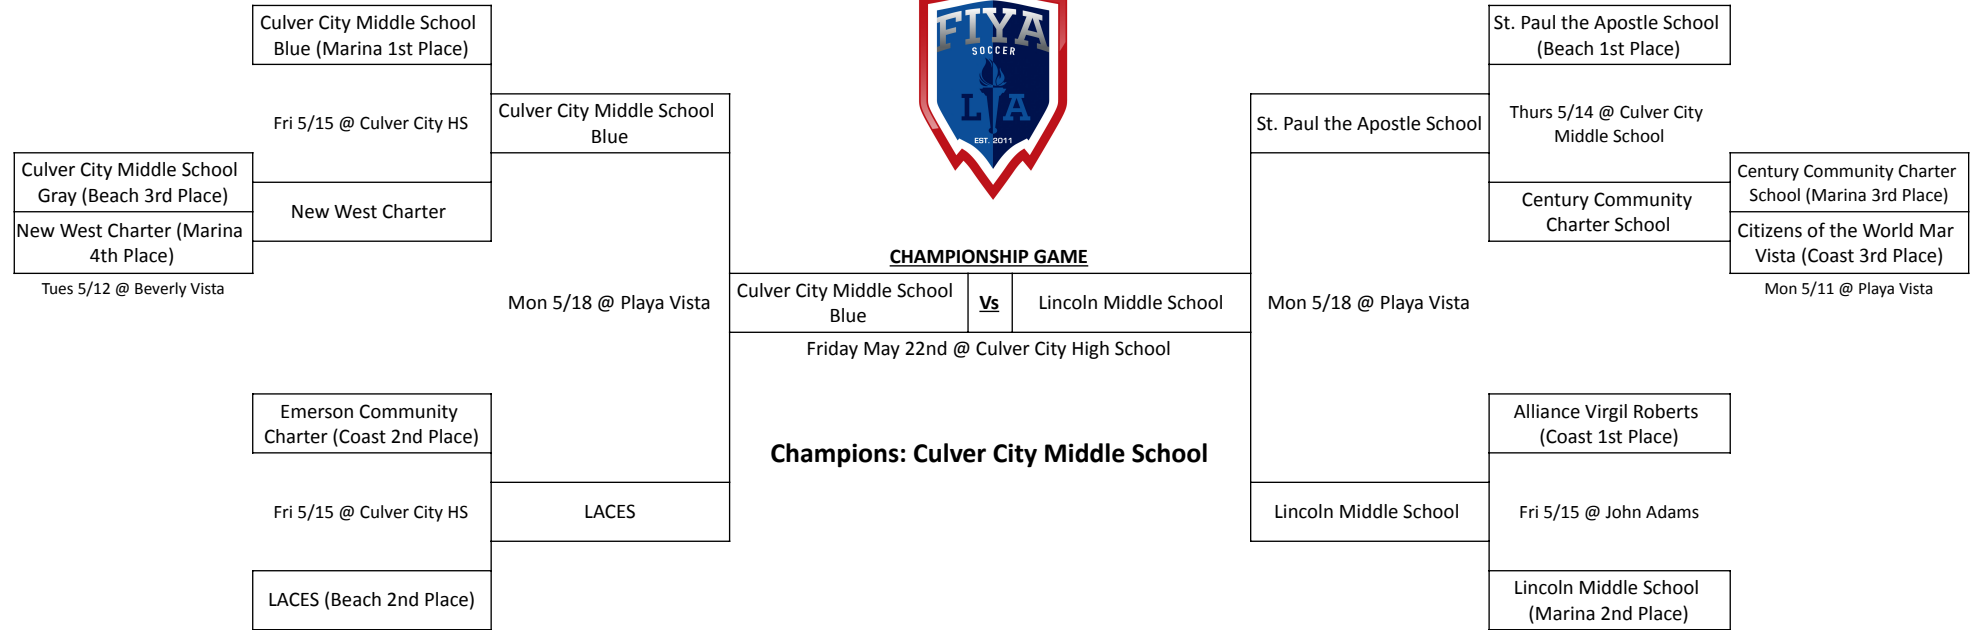 Culver City Middle School
Blue (Marina 1st Place)
Fri 5/15 @ Culver City HS
Culver City Middle School
Gray (Beach 3rd Place)
New West Charter (Marina
4th Place)
Tues 5/12 @ Beverly Vista
New West Charter
Culver City Middle School
Blue
Mon 5/18 @ Playa Vista
Emerson Community
Charter (Coast 2nd Place)
Fri 5/15 @ Culver City HS
LACES
LACES (Beach 2nd Place)
FIYA
SOCCER
L A
EST. 2011
CHAMPIONSHIP GAME
Culver City Middle School
Blue
Vs
Lincoln Middle School
Friday May 22nd @ Culver City High School
Champions: Culver City Middle School
St. Paul the Apostle School
(Beach 1st Place)
St. Paul the Apostle School
Thurs 5/14 @ Culver City
Middle School
Century Community Charter
School (Marina 3rd Place)
Century Community
Charter School
Citizens of the World Mar
Vista (Coast 3rd Place)
Mon 5/11 @ Playa Vista
Mon 5/18 @ Playa Vista
Alliance Virgil Roberts
(Coast 1st Place)
Lincoln Middle School
Fri 5/15 @ John Adams
Lincoln Middle School
(Marina 2nd Place)